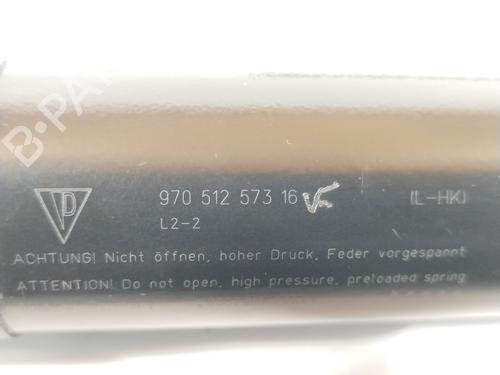 B-PARTS
970 512 573 16
(L-HK)
L2-2
ACHTUNG! Nicht öffnen, hoher Druck, Feder vorgespannt
ATTENTION! Do not open, high pressure, preloaded spring